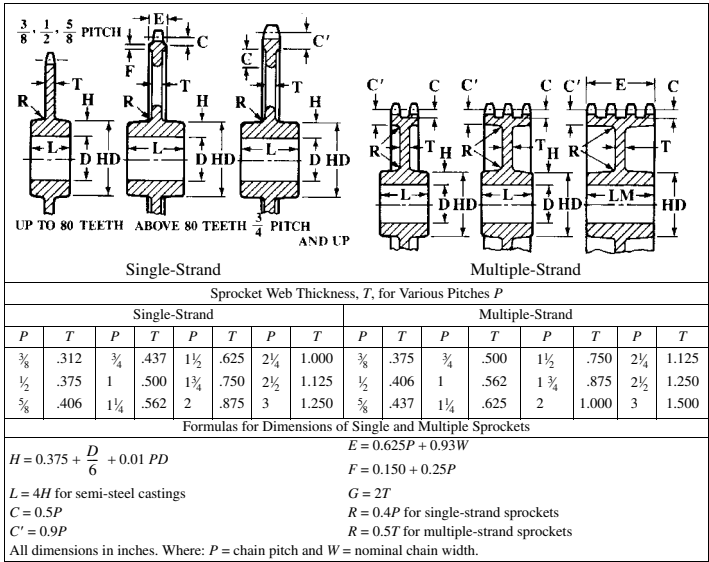 3/8, 1/2, 5/8 PITCH
E
C
F
T
R
H
L
D
HD
T
R
H
L
D
HD
C'
C
T
R
H
L
D
HD
UP TO 80 TEETH ABOVE 80 TEETH 3/4 PITCH
AND UP
C'
C
R
T
H
L
D
HD
C'
C
R
T
H
L
D
HD
C'
E
C
R
T
LM
HD
Single-Strand Multiple-Strand
Sprocket Web Thickness, T, for Various Pitches P
Single-Strand Multiple-Strand
P T P T P T P T P T P T P T P T
3/8 .312 3/4 .437 1 1/2 .625 2 1/4 1.000 3/8 .375 3/4 .500 1 1/2 .750 2 1/4 1.125
1/2 .375 1 .500 1 3/4 .750 2 1/2 1.125 1/2 .406 1 .562 1 3/4 .875 2 1/2 1.250
5/8 .406 1 1/4 .562 2 .875 3 1.250 5/8 .437 1 1/4 .625 2 1.000 3 1.500
Formulas for Dimensions of Single and Multiple Sprockets
H = 0.375 + D/6 + 0.01 PD
E = 0.625P + 0.93W
F = 0.150 + 0.25P
L = 4H for semi-steel castings G = 2T
C = 0.5P R = 0.4P for single-strand sprockets
C' = 0.9P R = 0.5T for multiple-strand sprockets
All dimensions in inches. Where: P = chain pitch and W = nominal chain width.